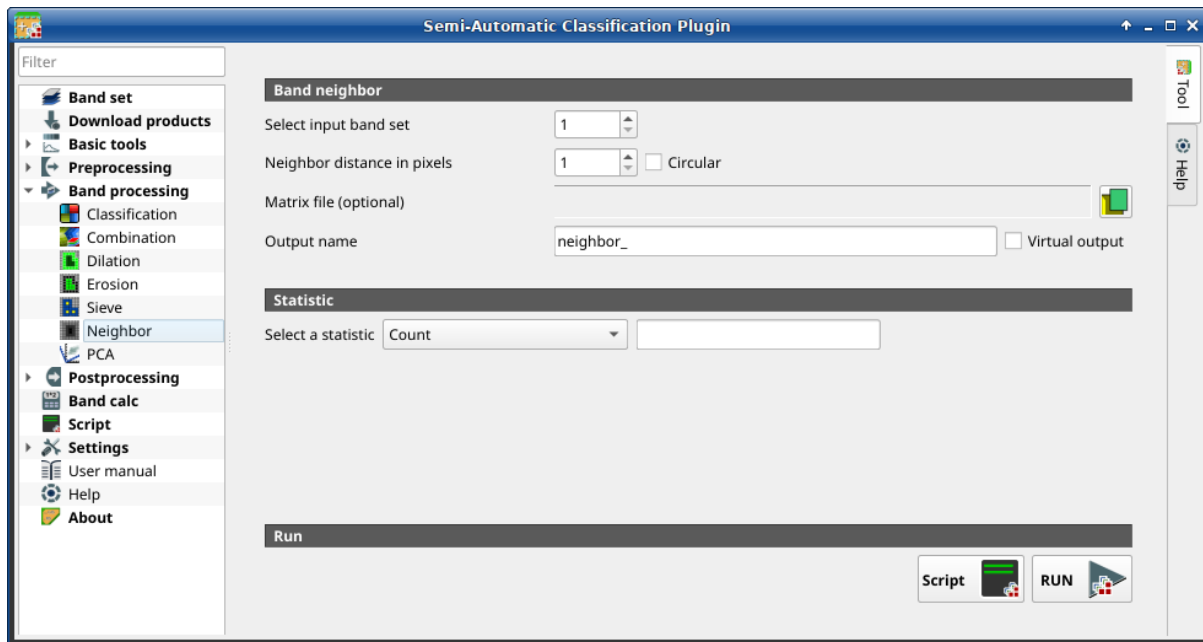 Semi-Automatic Classification Plugin
Filter
Band set
Download products
Basic tools
Preprocessing
Band processing
Classification
Combination
Dilation
Erosion
Sieve
Neighbor
PCA
Postprocessing
Band calc
Script
Settings
User manual
Help
About
Band neighbor
Select input band set 1
Neighbor distance in pixels 1 Circular
Matrix file (optional)
Output name neighbor_ Virtual output
Statistic
Select a statistic Count
Run
Script RUN
Tool
Help